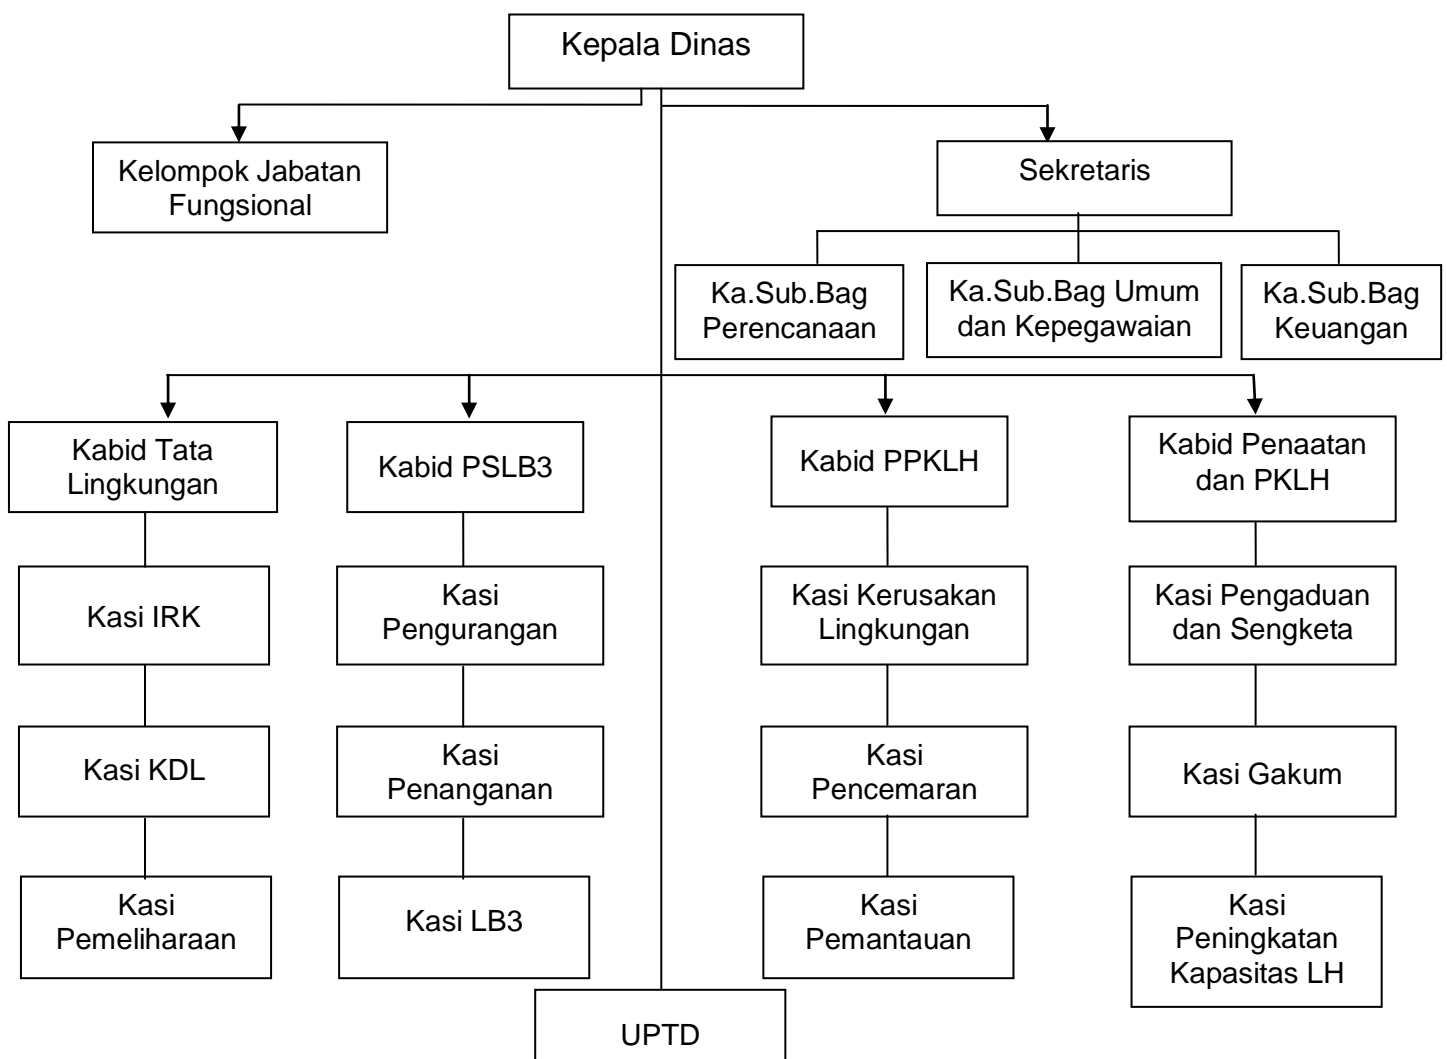 Kepala Dinas
Kelompok Jabatan
Fungsional
Sekretaris
Ka.Sub.Bag
Perencanaan
Ka.Sub.Bag Umum
dan Kepegawaian
Ka.Sub.Bag
Keuangan
Kabid Tata
Lingkungan
Kabid PSLB3
Kabid PPKLH
Kabid Penaatan
dan PKLH
Kasi IRK
Kasi
Pengurangan
Kasi Kerusakan
Lingkungan
Kasi Pengaduan
dan Sengketa
Kasi KDL
Kasi
Penanganan
Kasi
Pencemaran
Kasi Gakum
Kasi
Pemeliharaan
Kasi LB3
Kasi
Pemantauan
Kasi
Peningkatan
Kapasitas LH
UPTD